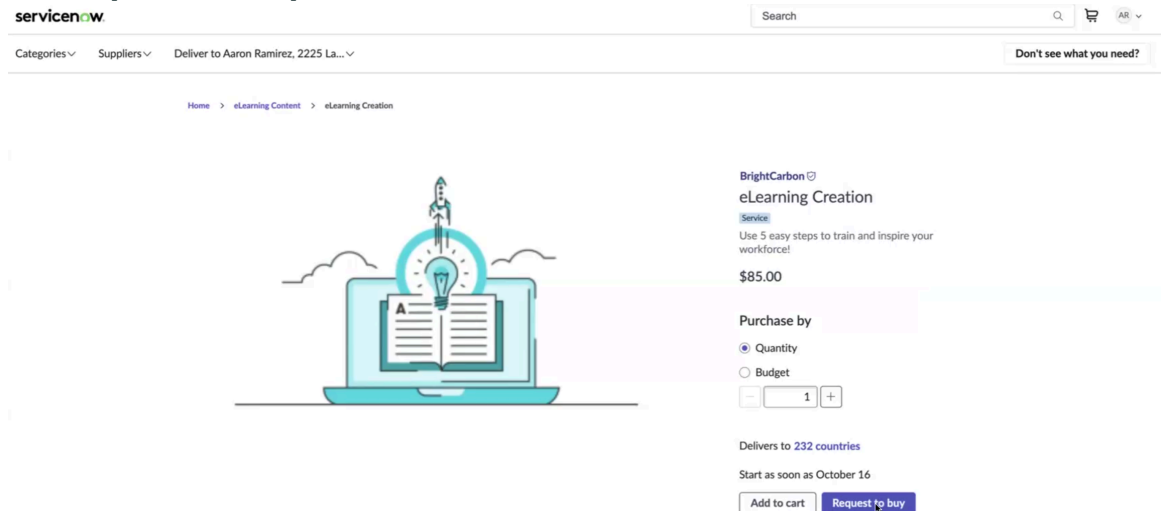 servicenow
Search
AR
Categories
Suppliers
Deliver to Aaron Ramirez, 2225 La...
Don't see what you need?
Home > eLearning Content > eLearning Creation
BrightCarbon
eLearning Creation
Service
Use 5 easy steps to train and inspire your
workforce!
$85.00
A
Purchase by
Quantity
Budget
− 1 +
Delivers to 232 countries
Start as soon as October 16
Add to cart
Request to buy